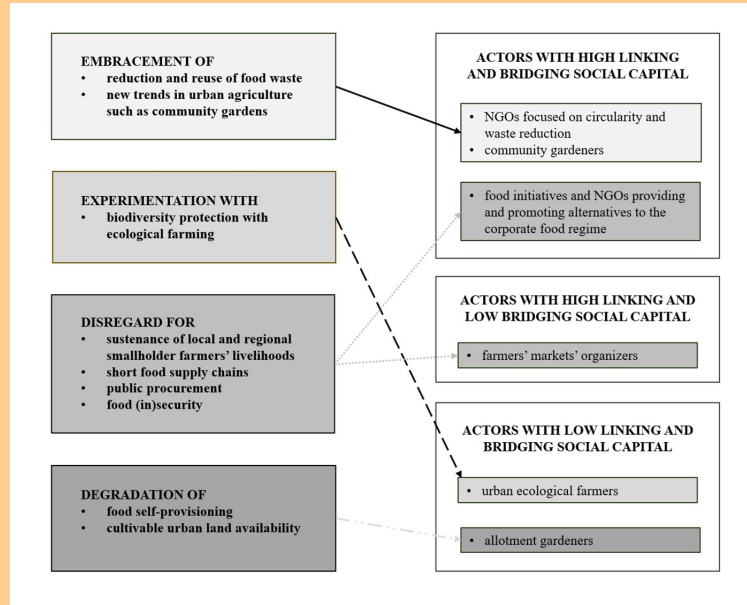 EMBRACEMENT OF
• reduction and reuse of food waste
• new trends in urban agriculture
such as community gardens
EXPERIMENTATION WITH
• biodiversity protection with
ecological farming
DISREGARD FOR
• sustenance of local and regional
smallholder farmers’ livelihoods
• short food supply chains
• public procurement
• food (in)security
DEGRADATION OF
• food self-provisioning
• cultivable urban land availability
ACTORS WITH HIGH LINKING
AND BRIDGING SOCIAL CAPITAL
• NGOs focused on circularity and
waste reduction
• community gardeners
• food initiatives and NGOs providing
and promoting alternatives to the
corporate food regime
ACTORS WITH HIGH LINKING AND
LOW BRIDGING SOCIAL CAPITAL
• farmers’ markets’ organizers
ACTORS WITH LOW LINKING AND
BRIDGING SOCIAL CAPITAL
• urban ecological farmers
• allotment gardeners